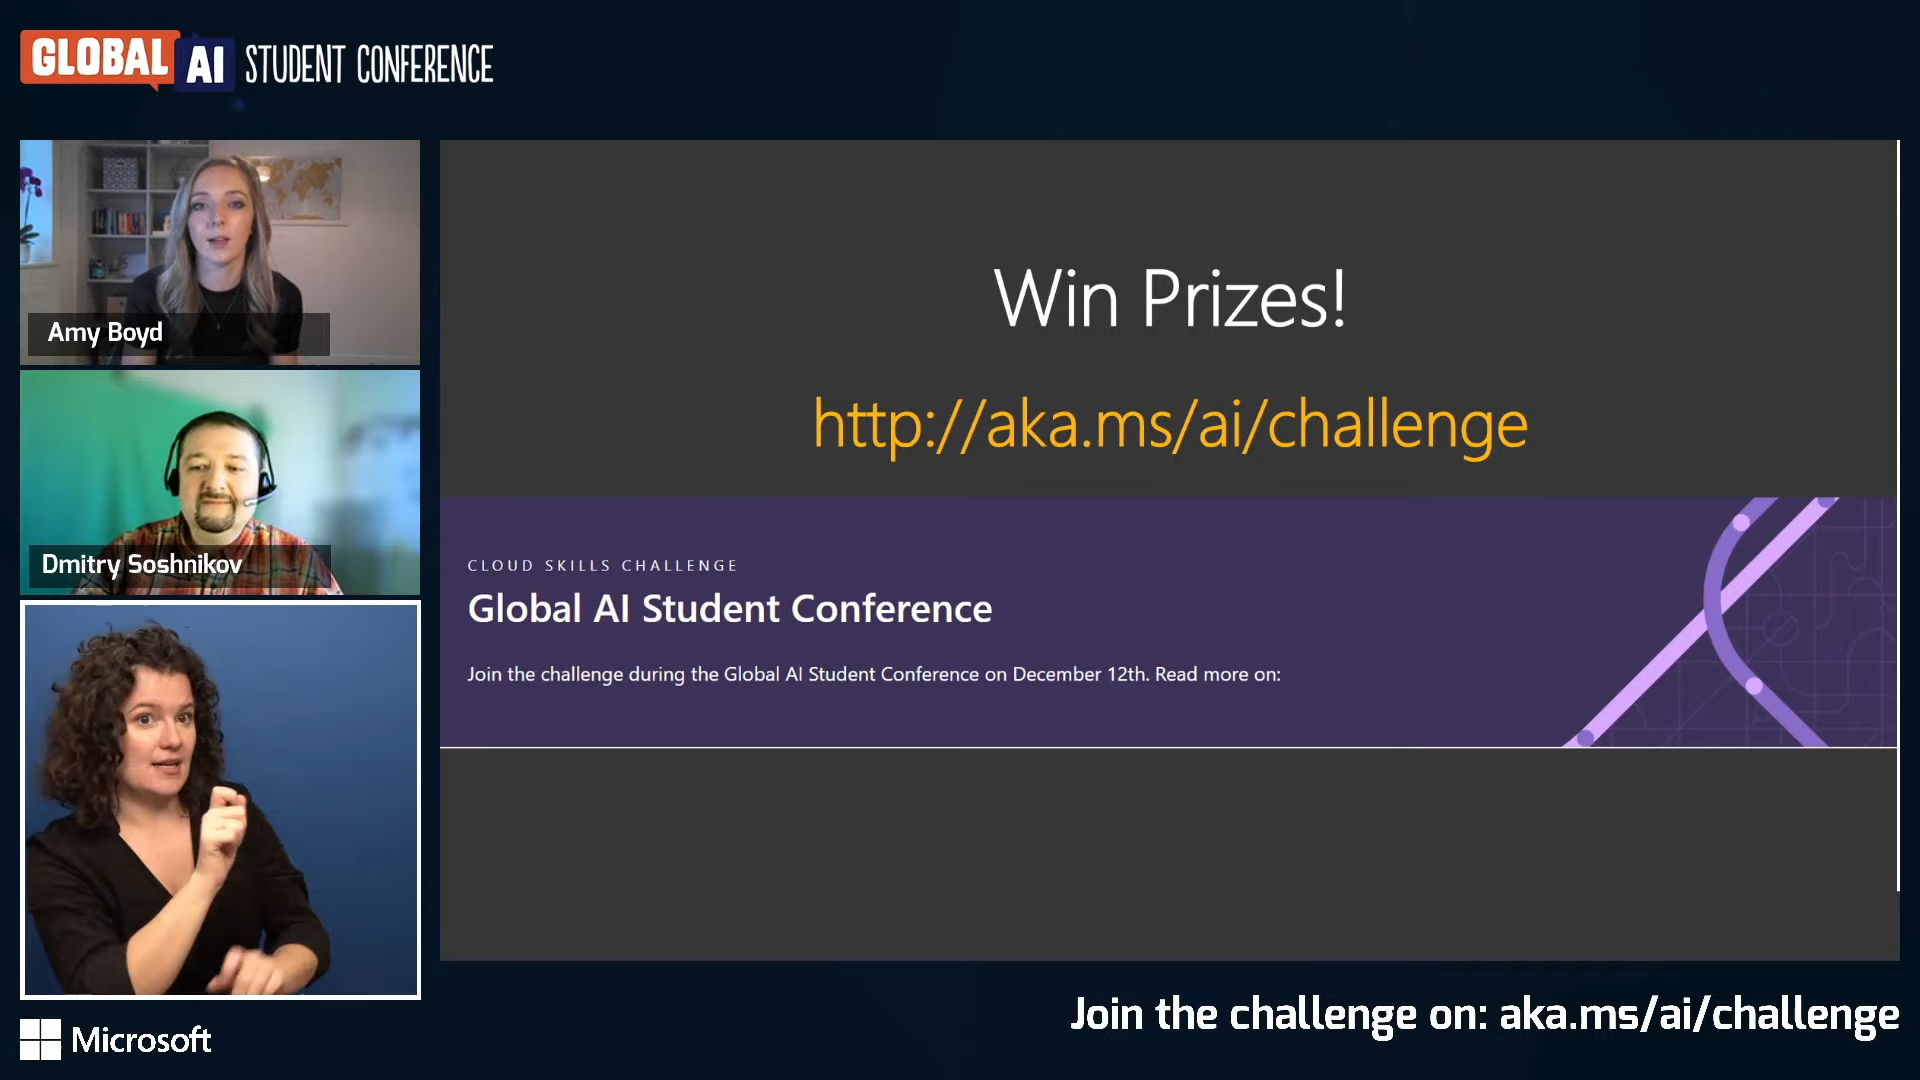 GLOBAL AI STUDENT CONFERENCE
Amy Boyd
Dmitry Soshnikov
Win Prizes!
http://aka.ms/ai/challenge
CLOUD SKILLS CHALLENGE
Global AI Student Conference
Join the challenge during the Global AI Student Conference on December 12th. Read more on:
Microsoft
Join the challenge on: aka.ms/ai/challenge